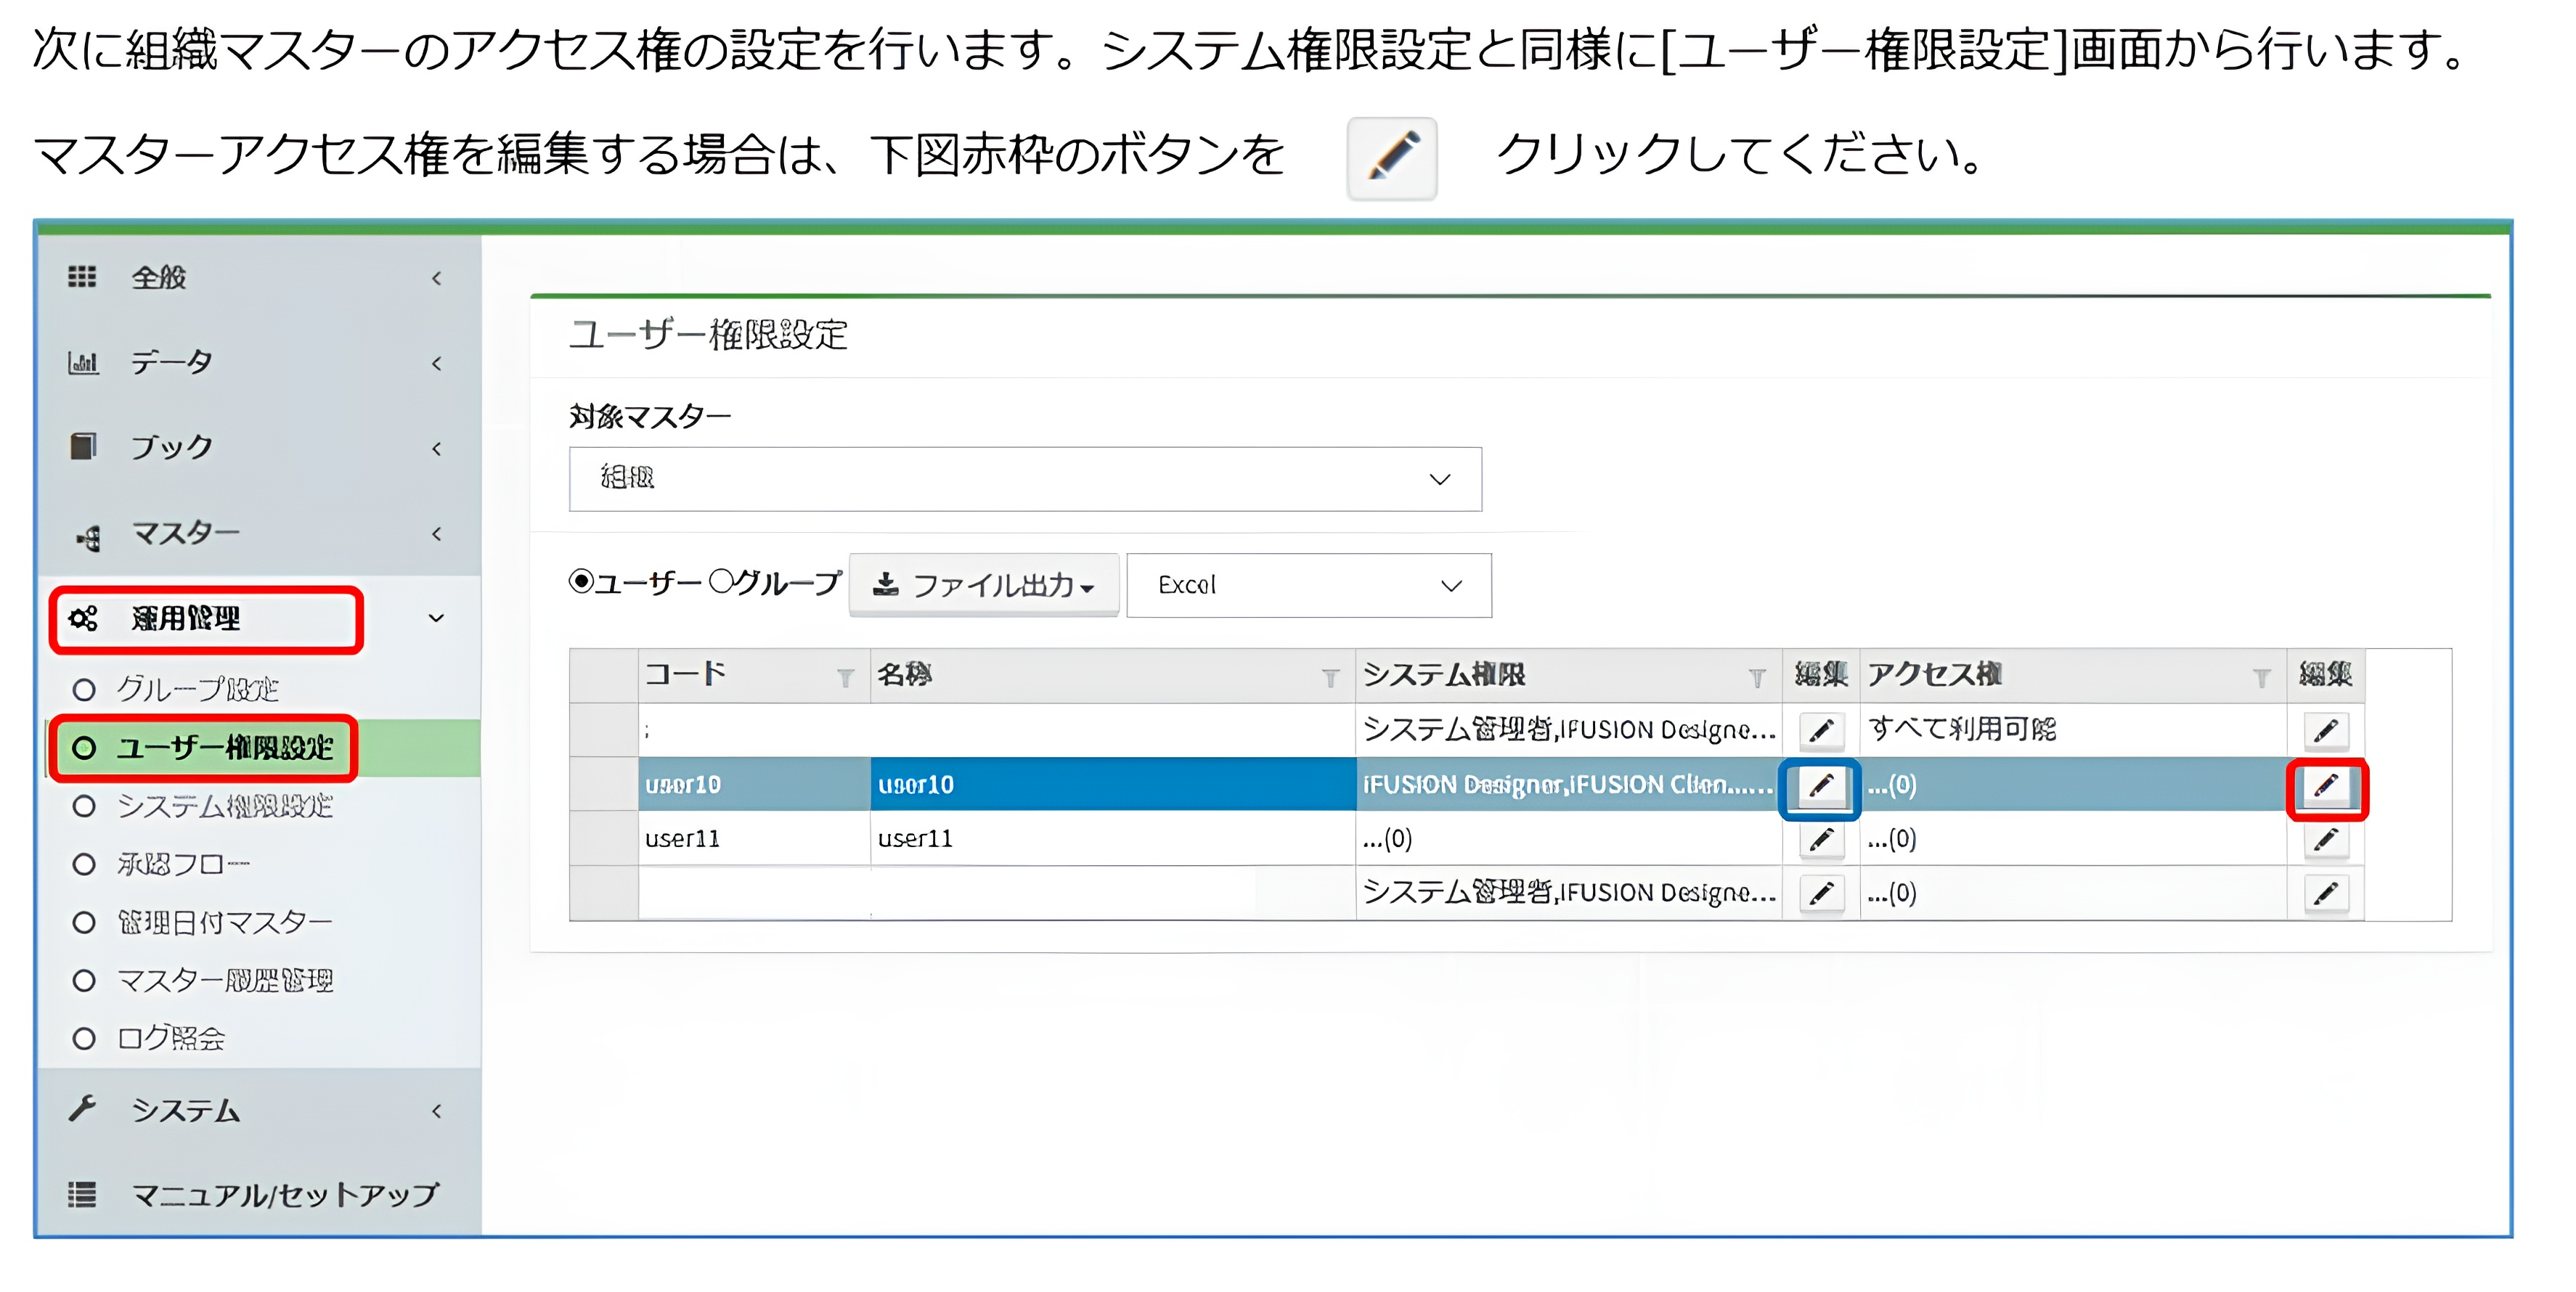 次に組織マスターのアクセス権の設定を行います。システム権限設定と同様に[ユーザー権限設定]画面から行います。
マスターアクセス権を編集する場合は、下図赤枠のボタンを クリックしてください。
全般
データ
ブック
マスター
運用管理
グループ設定
ユーザー権限設定
システム権限設定
承認フロー
管理日付マスター
マスター履歴管理
ログ照会
システム
マニュアル/セットアップ
ユーザー権限設定
対象マスター
組織
ユーザー グループ ファイル出力 Excel
コード 名称 システム権限 編集 アクセス権 編集
; システム管理者,iFUSION Designe... すべて利用可能
user10 user10 iFUSION Designer,iFUSION Clien...... ...(0)
user11 user11 ...(0) ...(0)
システム管理者,iFUSION Designe... ...(0)